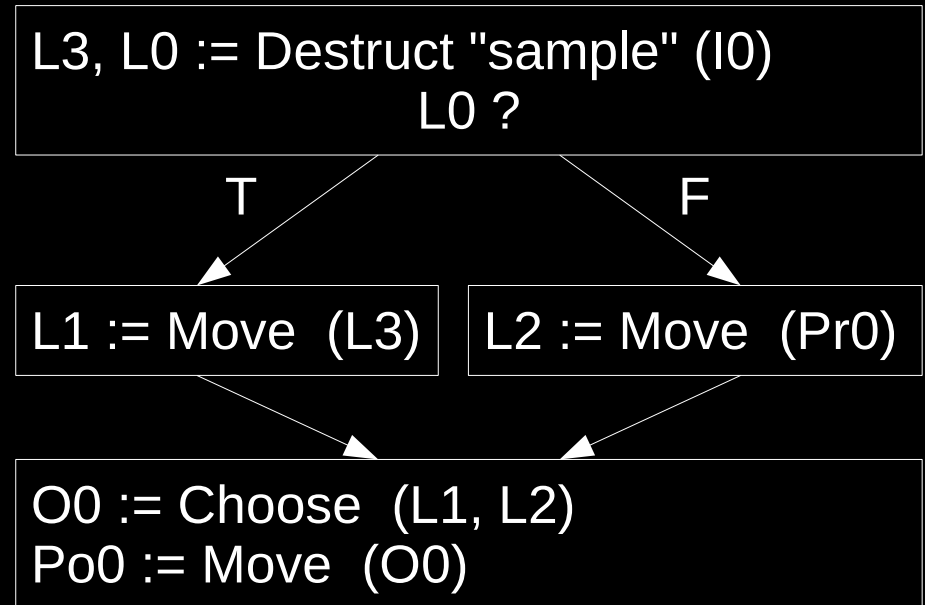 L3, L0 := Destruct "sample" (I0)
L0 ?
T
F
L1 := Move  (L3)
L2 := Move  (Pr0)
O0 := Choose  (L1, L2)
Po0 := Move  (O0)